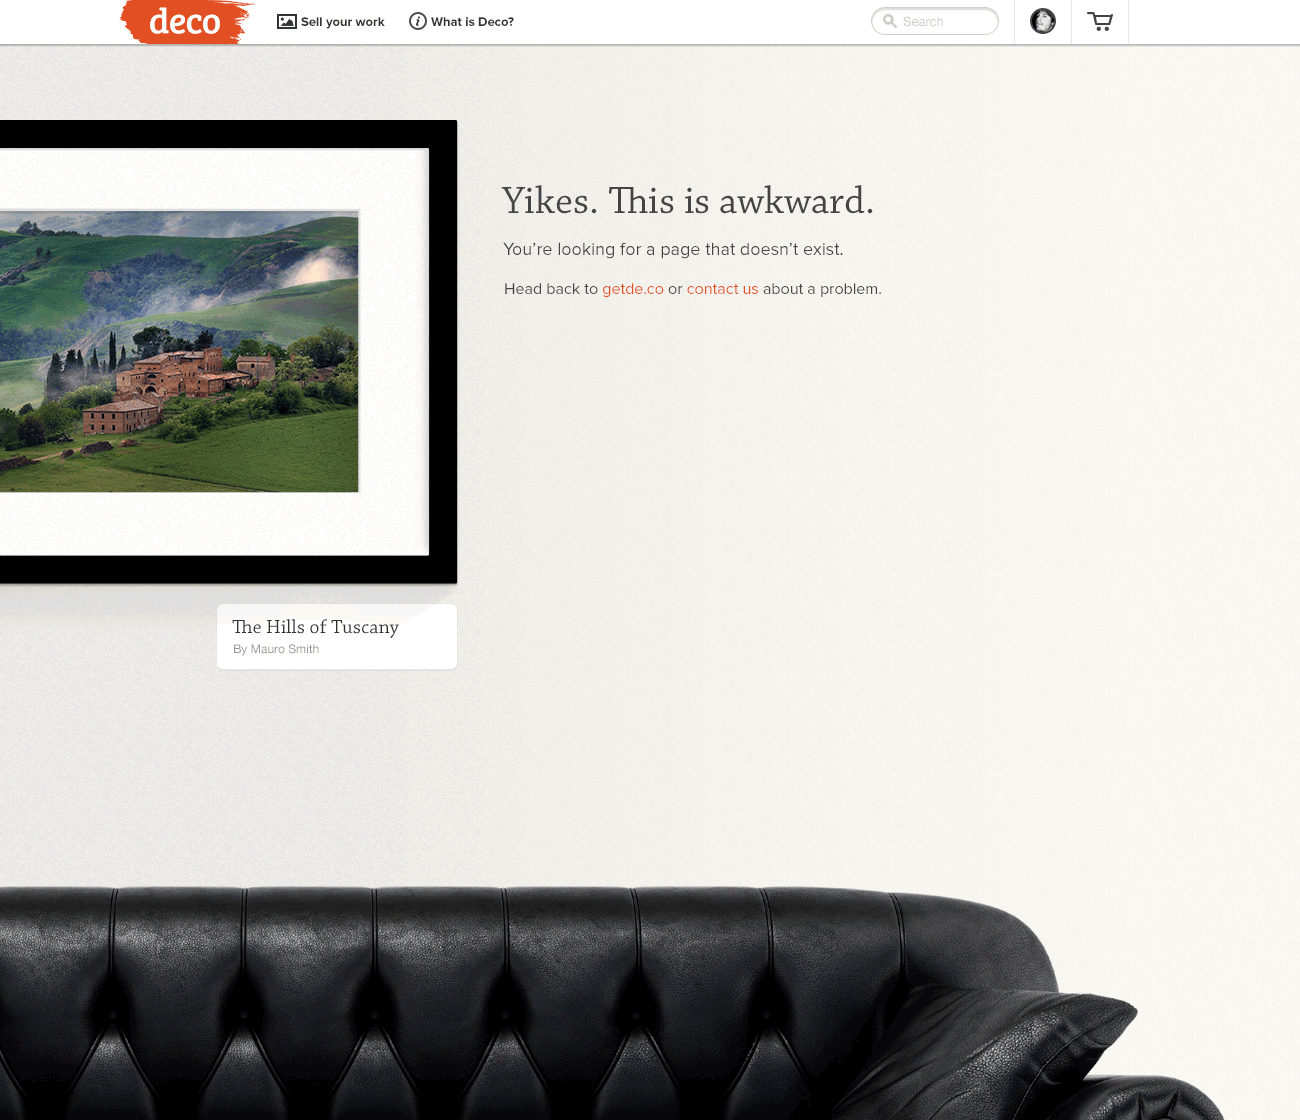 deco
Sell your work
What is Deco?
Search
Yikes. This is awkward.
You’re looking for a page that doesn’t exist.
Head back to getde.co or contact us about a problem.
The Hills of Tuscany
By Mauro Smith